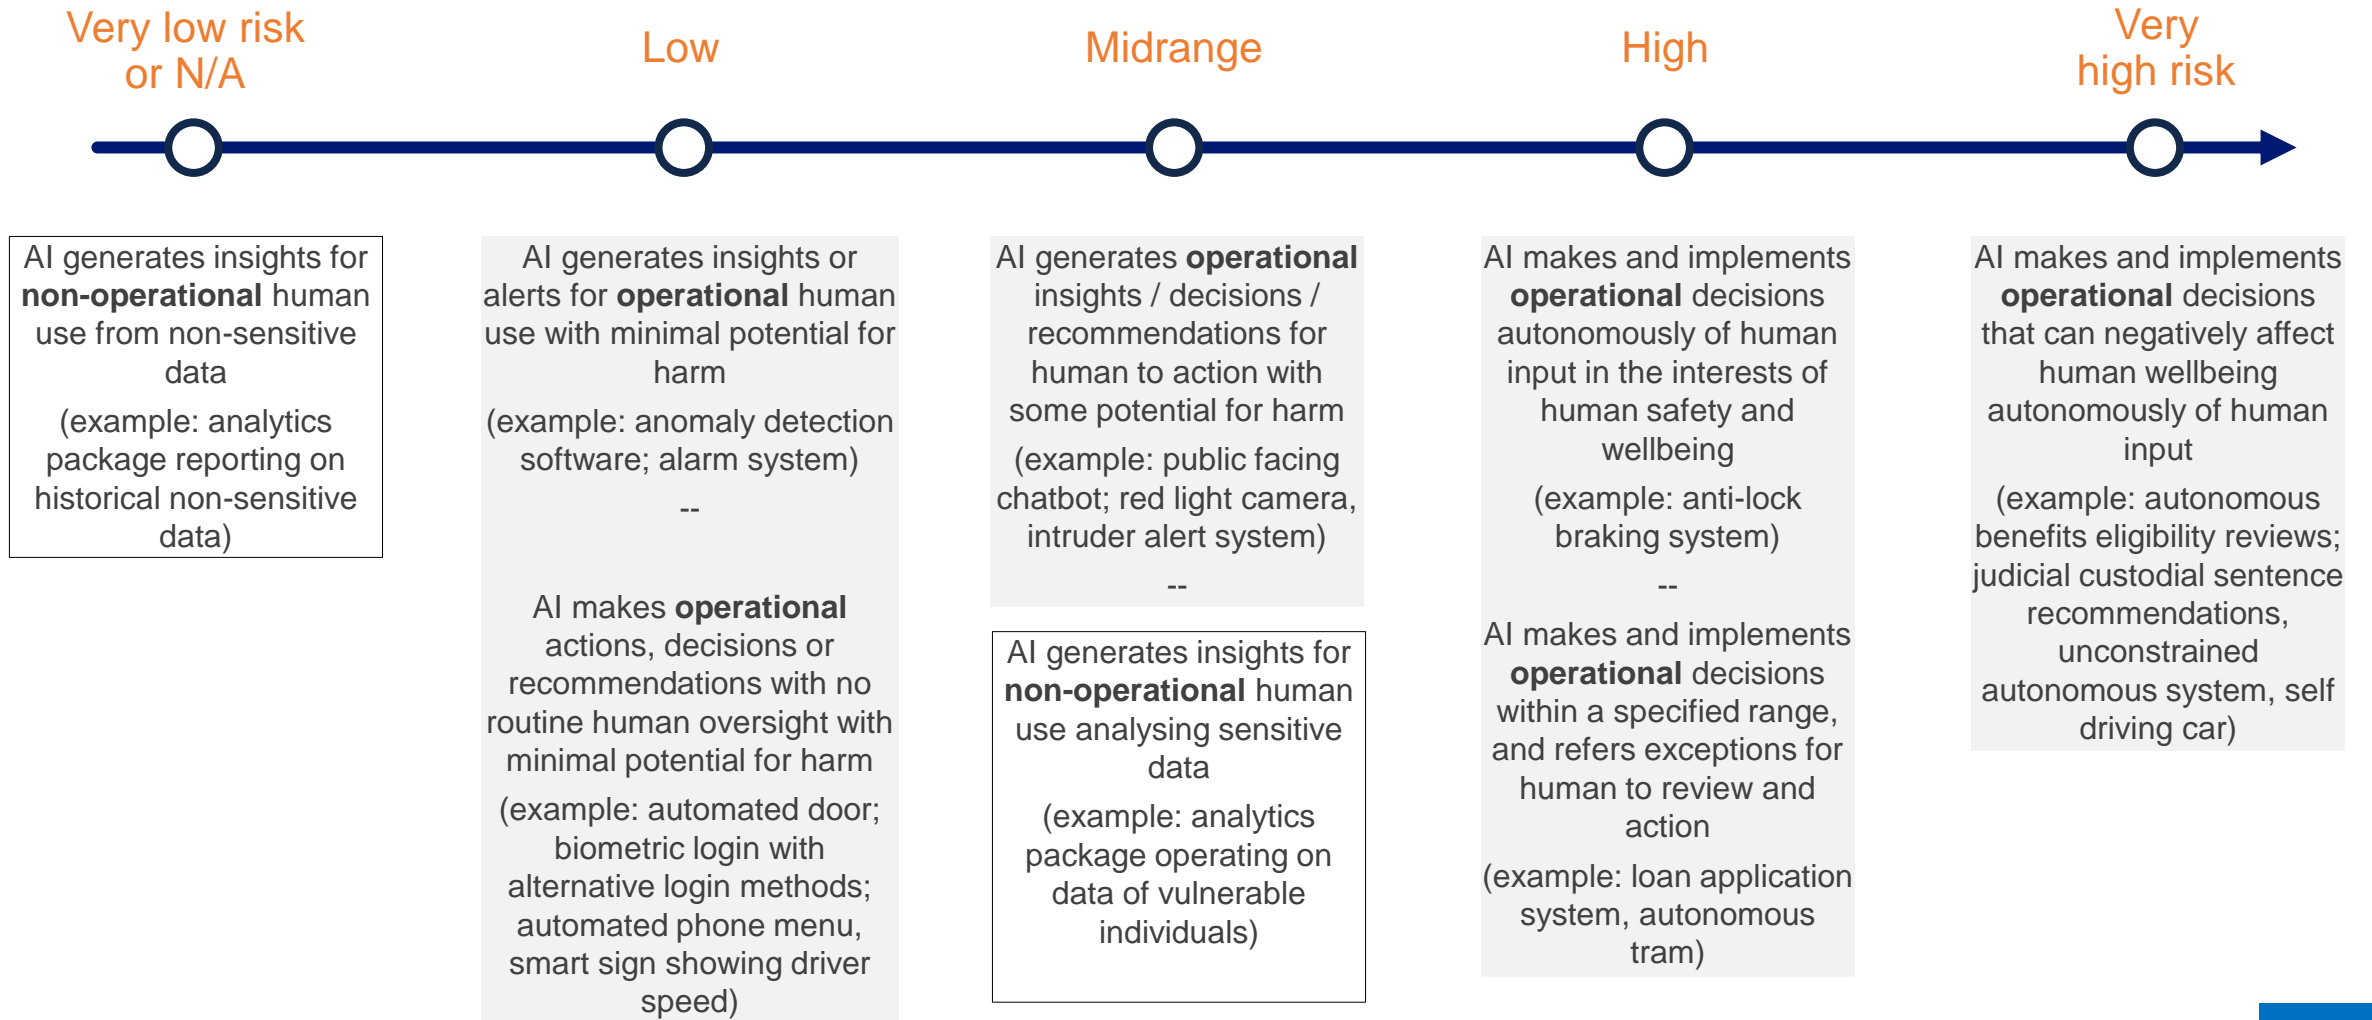 Very low risk
or N/A
Low
Midrange
High
Very
high risk
AI generates insights for
non-operational human
use from non-sensitive
data
(example: analytics
package reporting on
historical non-sensitive
data)
AI generates insights or
alerts for operational human
use with minimal potential for
harm
(example: anomaly detection
software; alarm system)
--
AI makes operational
actions, decisions or
recommendations with no
routine human oversight with
minimal potential for harm
(example: automated door;
biometric login with
alternative login methods;
automated phone menu,
smart sign showing driver
speed)
AI generates operational
insights / decisions /
recommendations for
human to action with
some potential for harm
(example: public facing
chatbot; red light camera,
intruder alert system)
--
AI generates insights for
non-operational human
use analysing sensitive
data
(example: analytics
package operating on
data of vulnerable
individuals)
AI makes and implements
operational decisions
autonomously of human
input in the interests of
human safety and
wellbeing
(example: anti-lock
braking system)
--
AI makes and implements
operational decisions
within a specified range,
and refers exceptions for
human to review and
action
(example: loan application
system, autonomous
tram)
AI makes and implements
operational decisions
that can negatively affect
human wellbeing
autonomously of human
input
(example: autonomous
benefits eligibility reviews;
judicial custodial sentence
recommendations,
unconstrained
autonomous system, self
driving car)